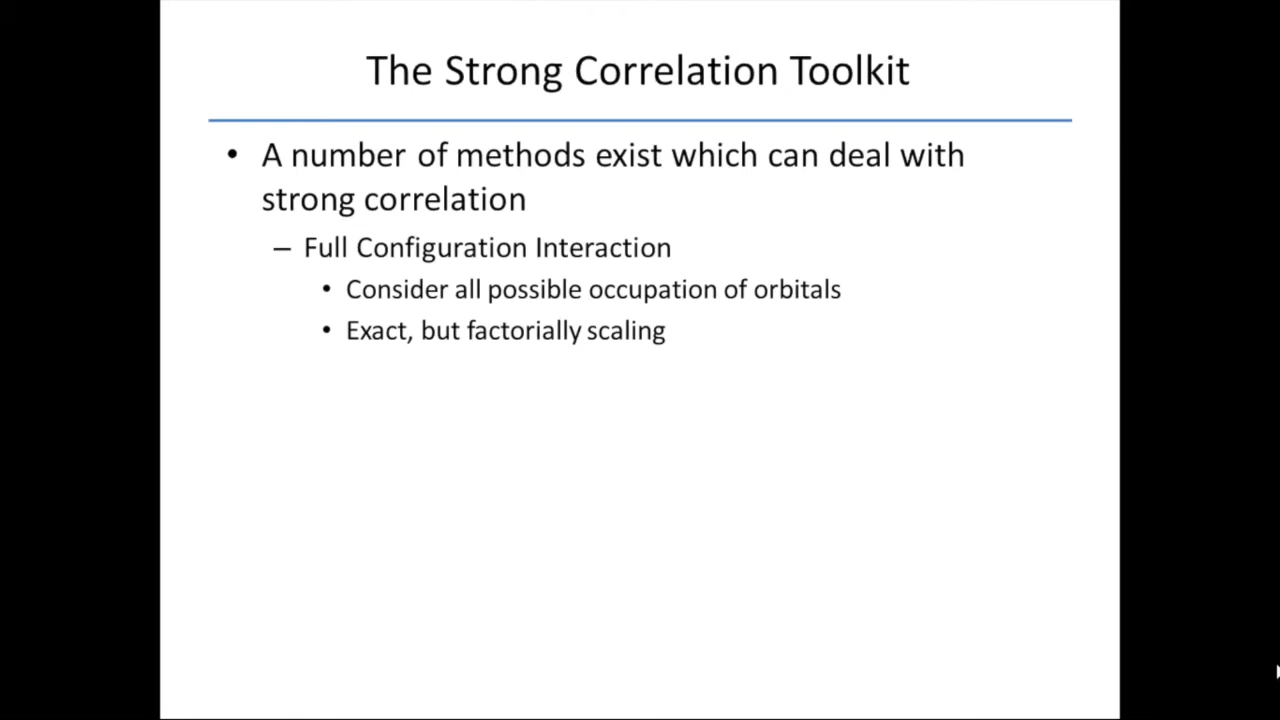 The Strong Correlation Toolkit
• A number of methods exist which can deal with
strong correlation
– Full Configuration Interaction
• Consider all possible occupation of orbitals
• Exact, but factorially scaling